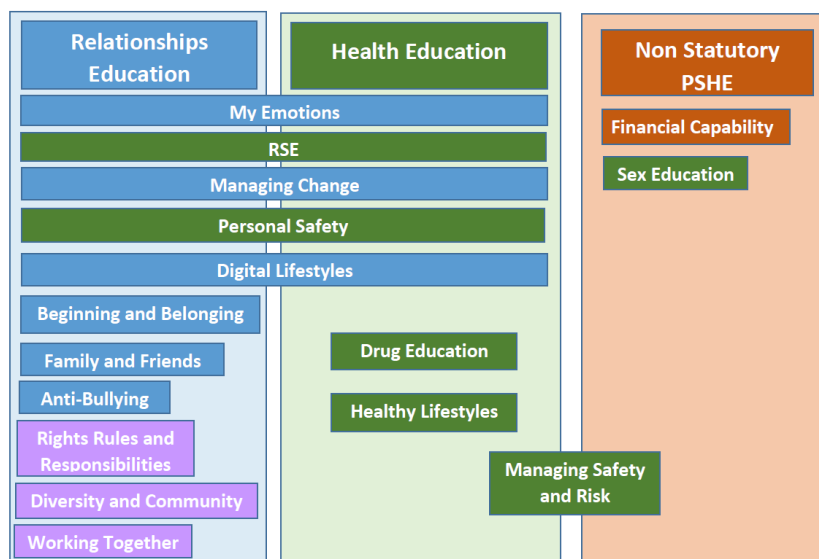 Relationships
Education
Health Education
Non Statutory
PSHE
My Emotions
RSE
Managing Change
Personal Safety
Digital Lifestyles
Beginning and Belonging
Family and Friends
Anti-Bullying
Rights Rules and
Responsibilities
Diversity and Community
Working Together
Drug Education
Healthy Lifestyles
Managing Safety
and Risk
Financial Capability
Sex Education